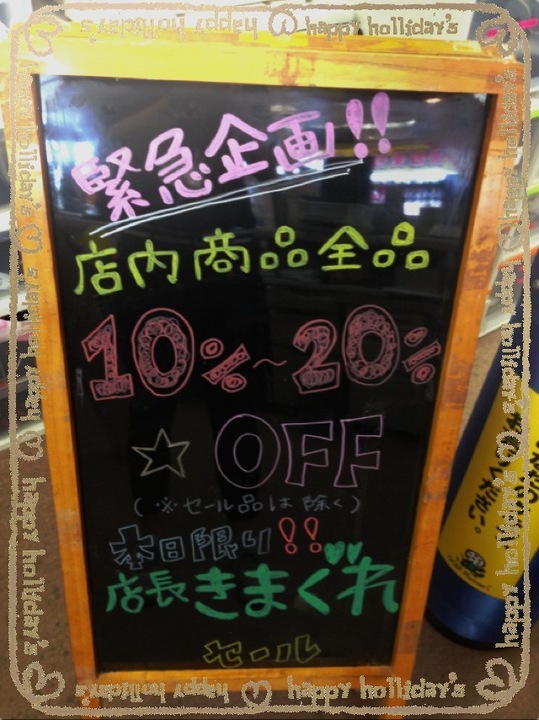 happy holliday's
緊急企画!!
店内商品全品
10%~20%
☆OFF
(※セール品は除く)
本日限り!!
店長きまぐれ
セール
happy holliday's